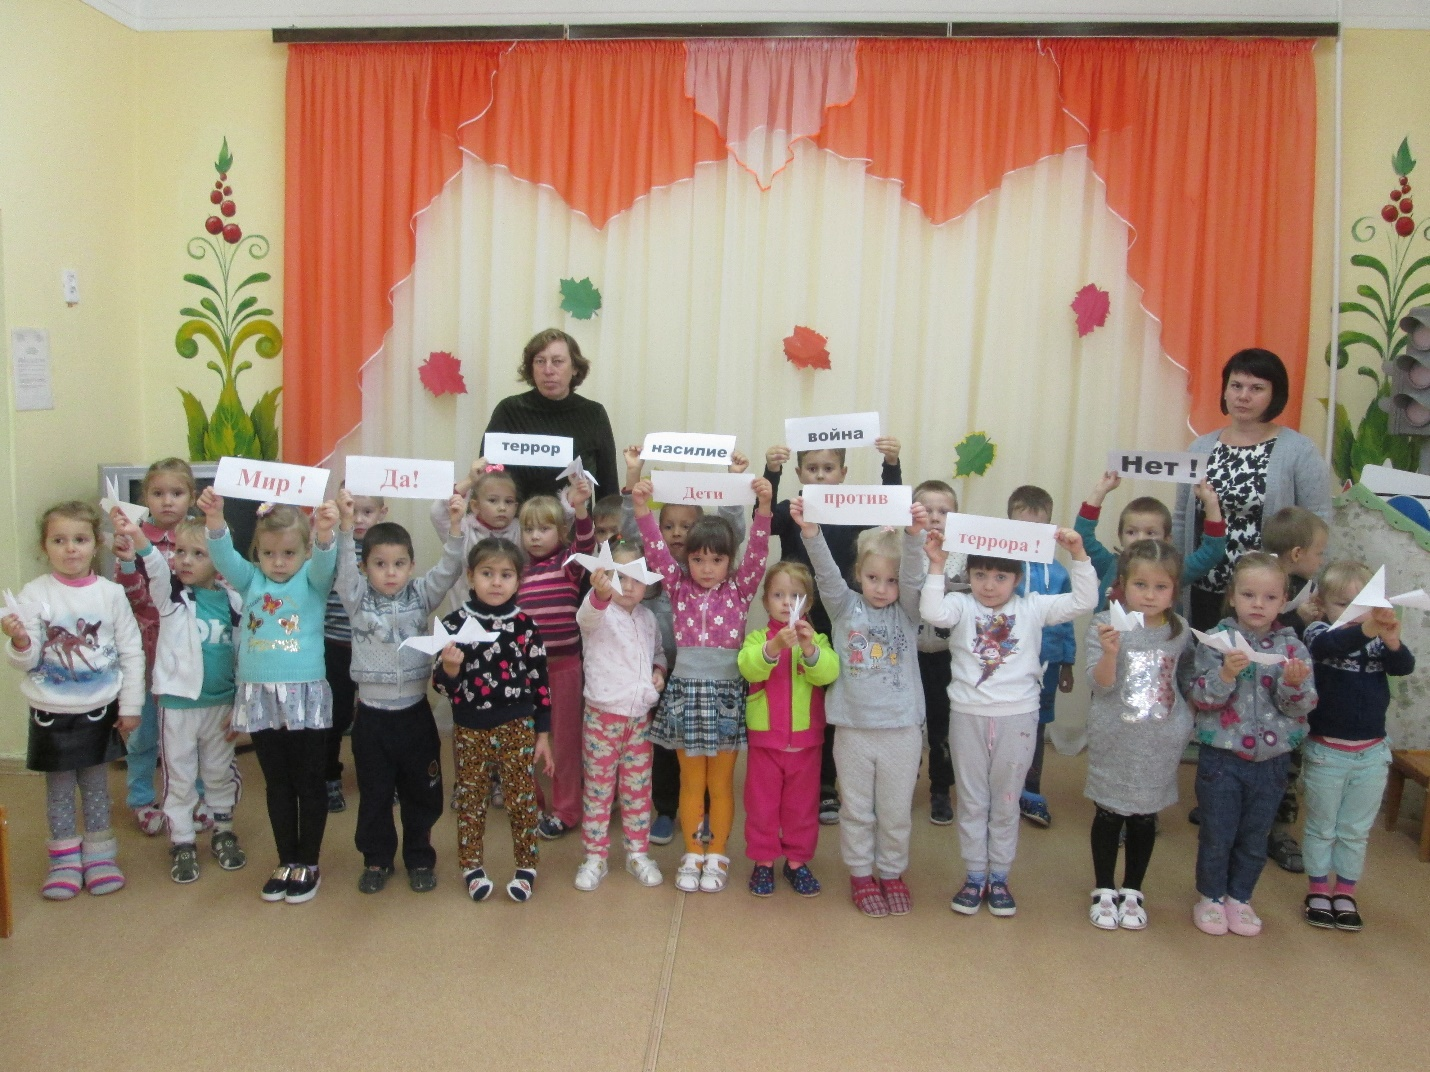 террор насилие война Нет !
Мир ! Да! Дети против террора !